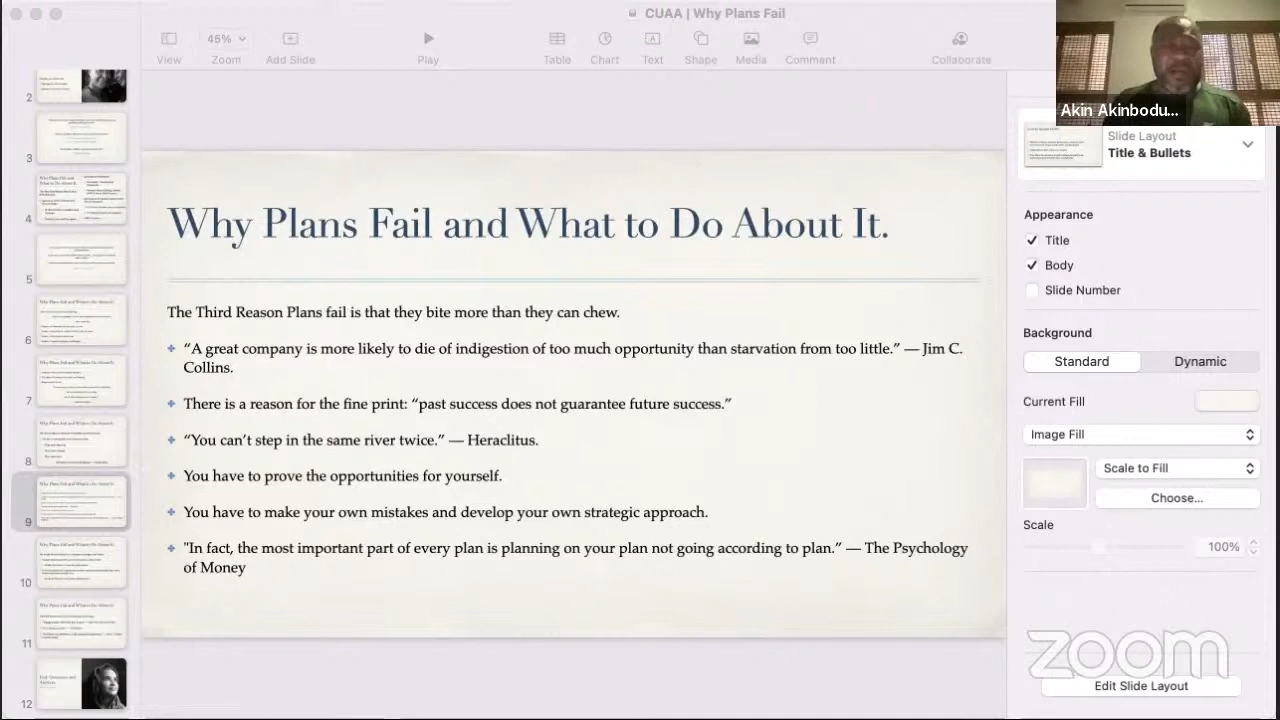 CUAA | Why Plans Fail
45%
View
Zoom
Add Slide
Play
Table
Chart
Text
Shape
Media
Comment
Collaborate
Akin Akinbodu...
2
3
4
5
6
7
8
9
10
11
12
Why Plans Fail and What to Do About It.
The Third Reason Plans fail is that they bite more than they can chew.
“A great company is more likely to die of indigestion of too much opportunity than starvation from too little.” — Jim C.
Collins.
There is a reason for the fine print: “past success does not guarantee future success.”
“You can’t step in the same river twice.” — Heraclitus.
You have to prove the opportunities for yourself.
You have to make your own mistakes and develop your own strategic approach.
"In fact, the most important part of every plan is planning on your plan not going according to plan.” — The Psychology
of Money
Slide Layout
Title & Bullets
Appearance
Title
Body
Slide Number
Background
Standard
Dynamic
Current Fill
Image Fill
Scale to Fill
Choose...
Scale
100%
zoom
Edit Slide Layout